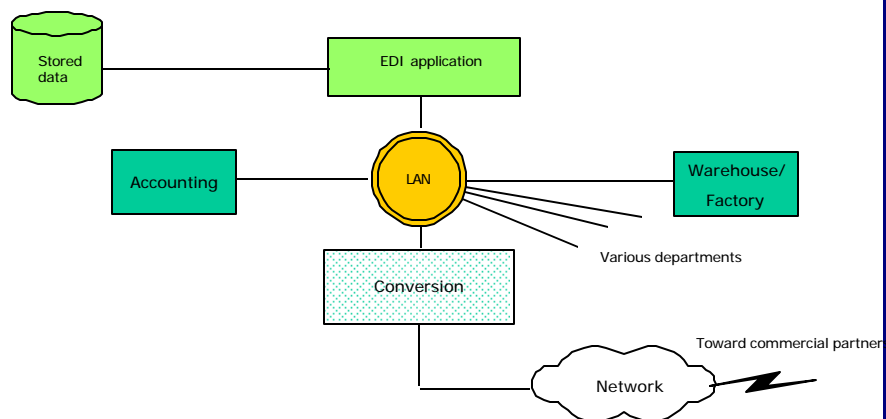 Stored
data
EDI application
Accounting
LAN
Warehouse/
Factory
Various departments
Conversion
Toward commercial partner
Network